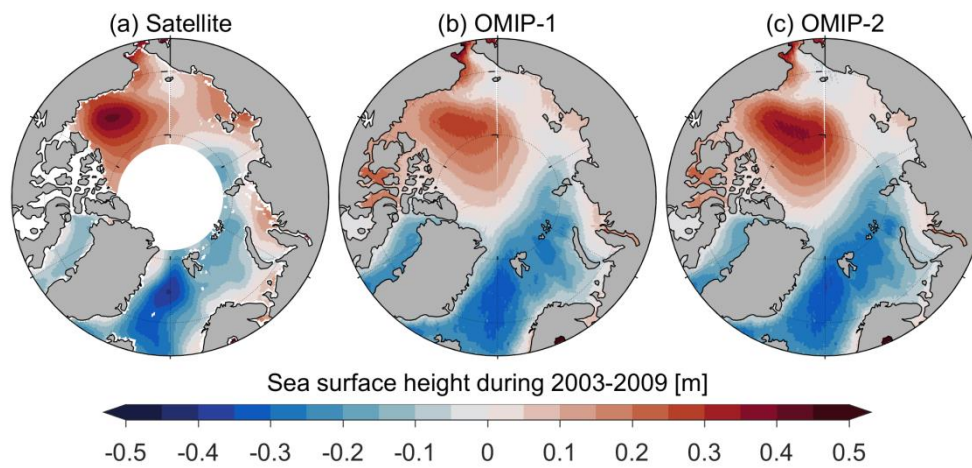 (a) Satellite (b) OMIP-1 (c) OMIP-2
Sea surface height during 2003-2009 [m]
-0.5 -0.4 -0.3 -0.2 -0.1 0 0.1 0.2 0.3 0.4 0.5